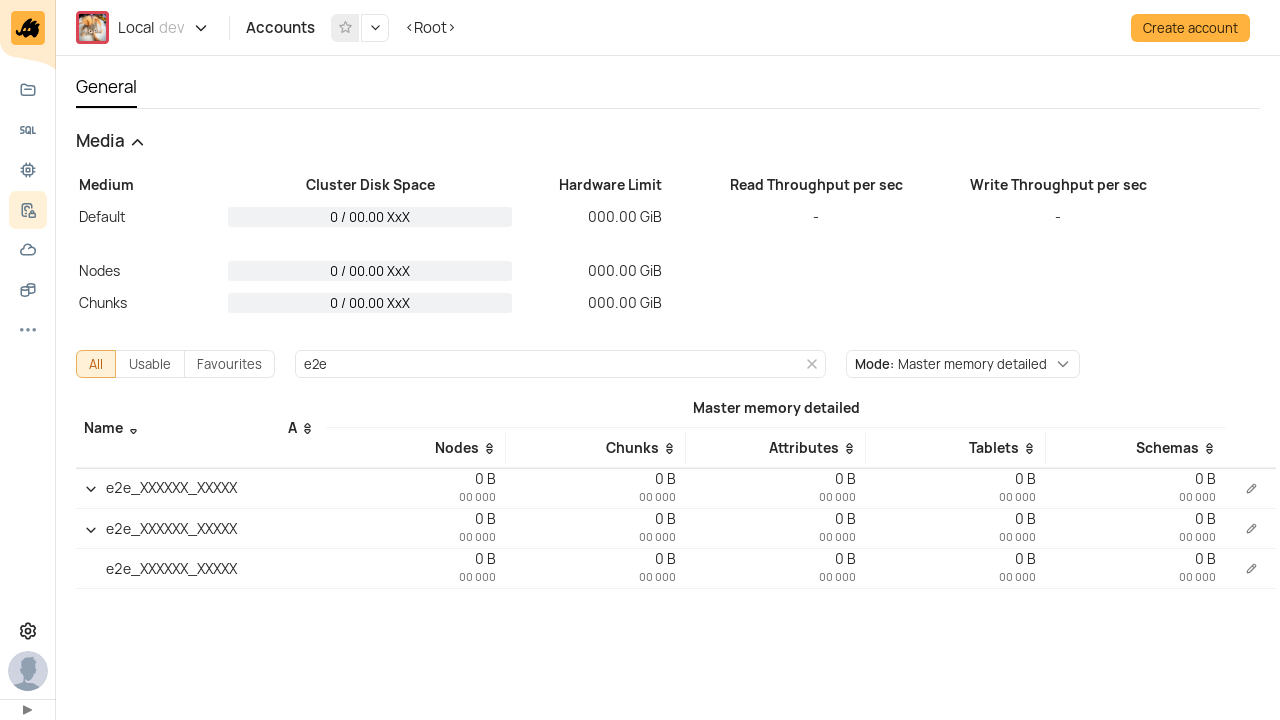 Local dev
Accounts
<Root>
Create account
SQL
General
Media
Medium Cluster Disk Space Hardware Limit Read Throughput per sec Write Throughput per sec
Default 0 / 00.00 XxX 000.00 GiB - -
Nodes 0 / 00.00 XxX 000.00 GiB
Chunks 0 / 00.00 XxX 000.00 GiB
All Usable Favourites e2e Mode: Master memory detailed
Master memory detailed
Name A
Nodes Chunks Attributes Tablets Schemas
e2e_XXXXXX_XXXXX 0 B 0 B 0 B 0 B 0 B
00 000 00 000 00 000 00 000 00 000
e2e_XXXXXX_XXXXX 0 B 0 B 0 B 0 B 0 B
00 000 00 000 00 000 00 000 00 000
e2e_XXXXXX_XXXXX 0 B 0 B 0 B 0 B 0 B
00 000 00 000 00 000 00 000 00 000